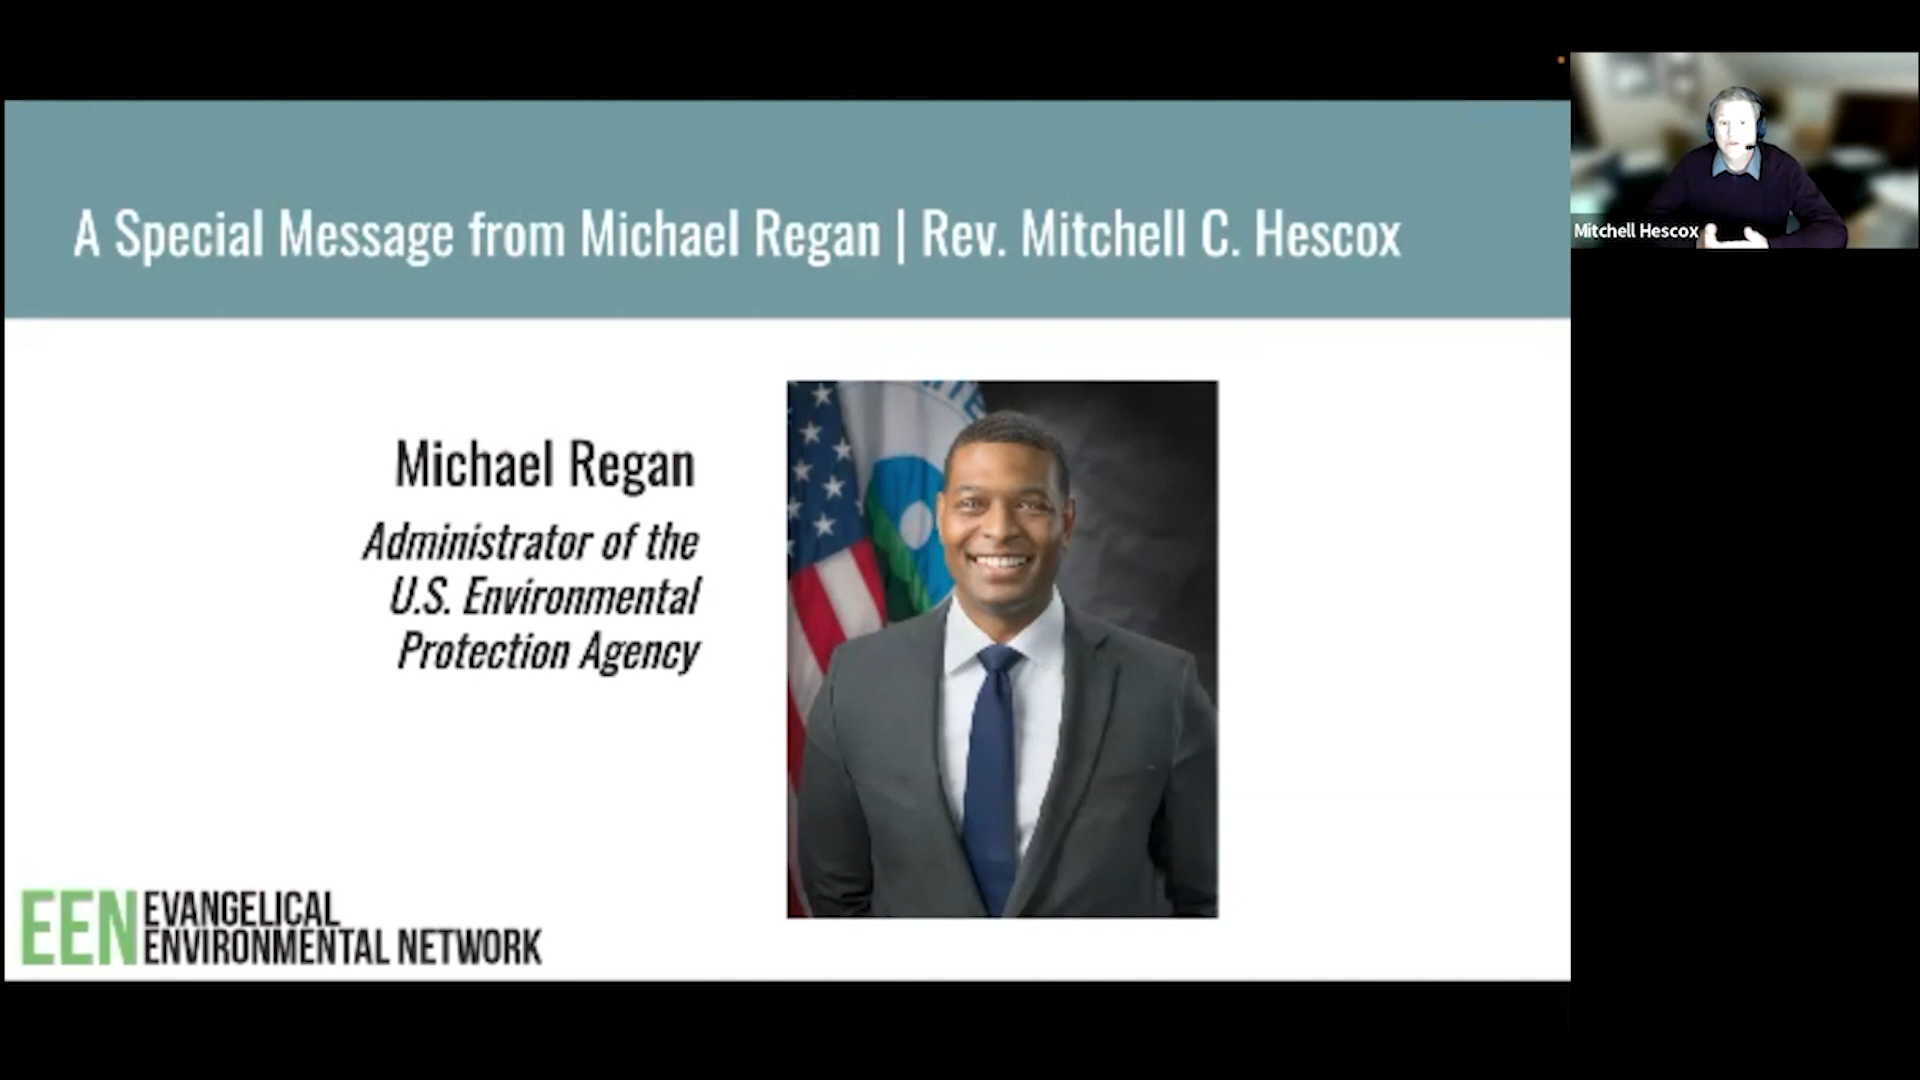 A Special Message from Michael Regan | Rev. Mitchell C. Hescox
Mitchell Hescox
Michael Regan
Administrator of the
U.S. Environmental
Protection Agency
EEN EVANGELICAL
ENVIRONMENTAL NETWORK